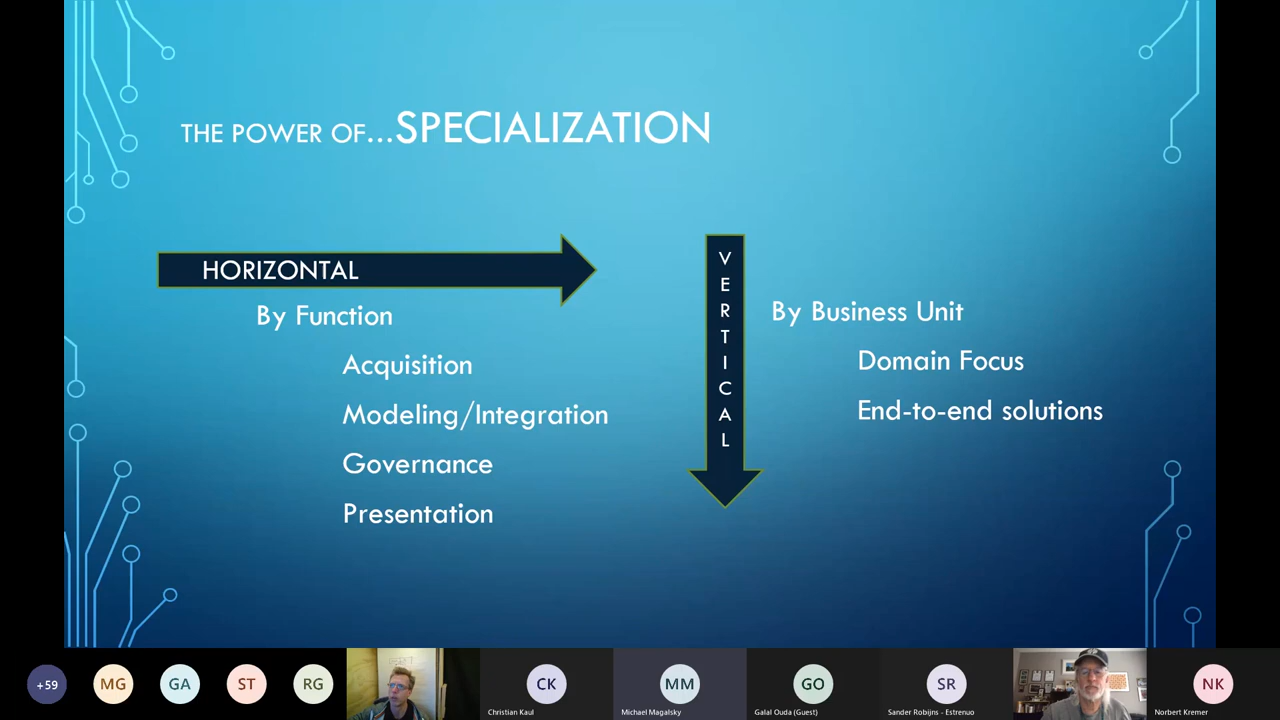 THE POWER OF...SPECIALIZATION
HORIZONTAL
By Function
Acquisition
Modeling/Integration
Governance
Presentation
VERTICAL
By Business Unit
Domain Focus
End-to-end solutions
+59
MG
GA
ST
RG
CK
Christian Kaul
MM
Michael Magalsky
GO
Galal Ouda (Guest)
SR
Sander Robijns - Estrenuo
NK
Norbert Kremer